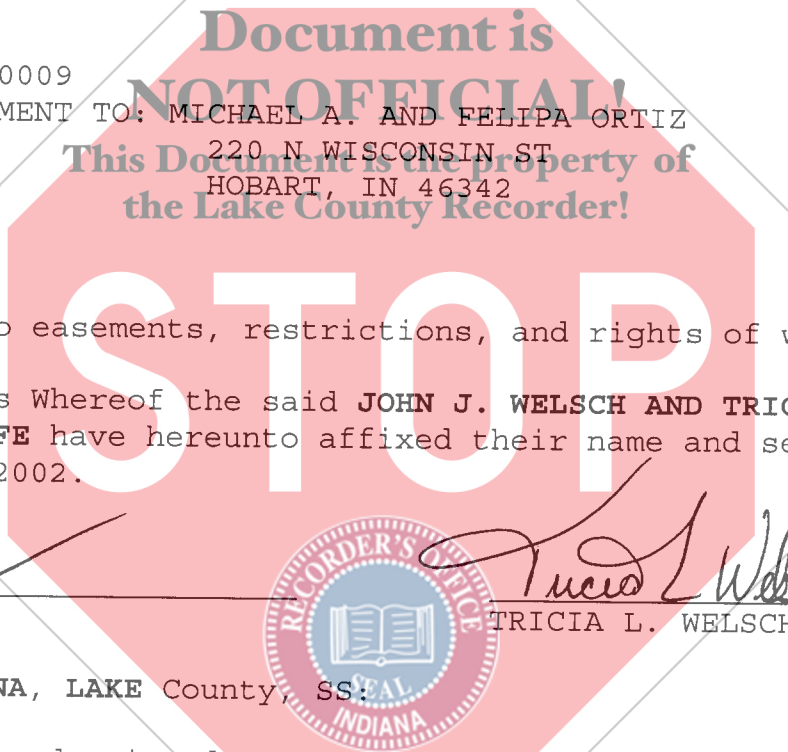 Document is
0009
NOT OFFICIAL!
MENT TO: MICHAEL A. AND FELIPA ORTIZ
220 N WISCONSIN ST
This Document is the property of
HOBART, IN 46342
the Lake County Recorder!
STOP
o easements, restrictions, and rights of w
s Whereof the said JOHN J. WELSCH AND TRIC
FE have hereunto affixed their name and se
2002.
Tricia L Wels
TRICIA L. WELSCH
RECORDER'S OFFICE
SEAL
INDIANA
NA, LAKE County, SS: